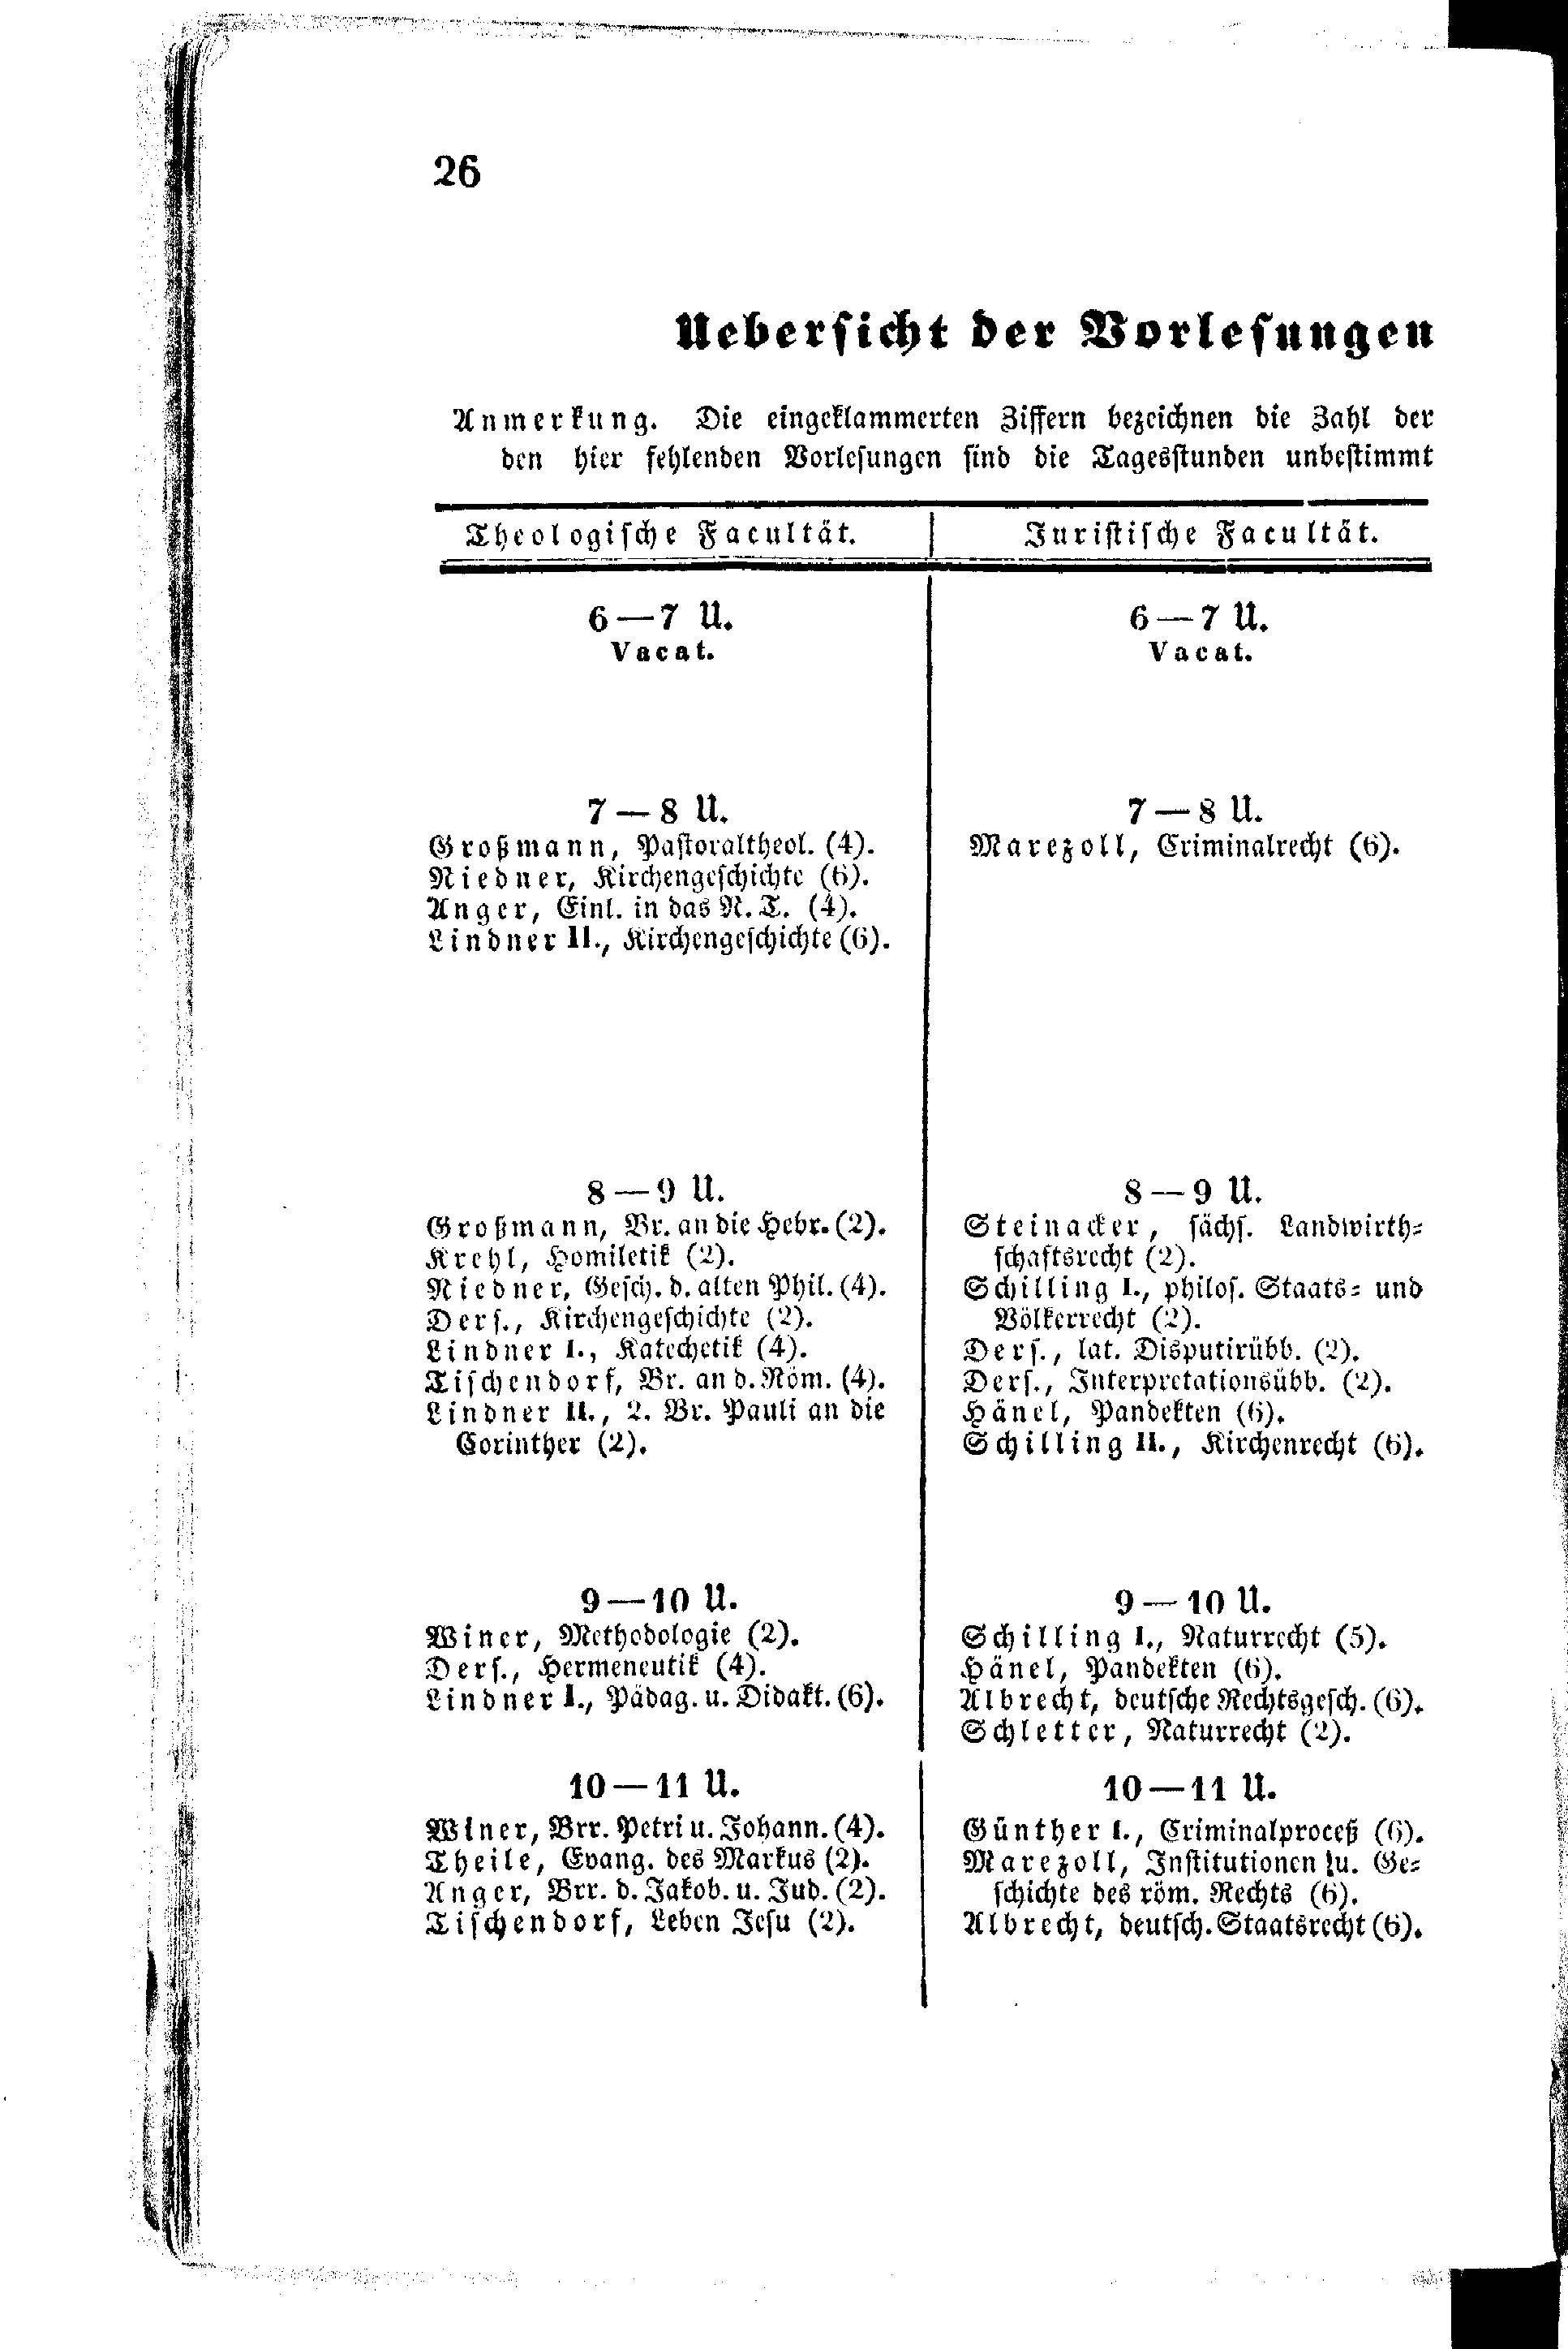 26
Uebersicht der Vorlesungen
Anmerkung. Die eingeklammerten Ziffern bezeichnen die Zahl der
den hier fehlenden Vorlesungen sind die Tagesstunden unbestimmt
Theologische Facultät.
6—7 U.
Vacat.
7—8 U.
Großmann, Pastoraltheol. (4).
Niedner, Kirchengeschichte (6).
Anger, Einl. in das N. T. (4).
Lindner II., Kirchengeschichte (6).
8—9 U.
Großmann, Br. an die Hebr. (2).
Krehl, Homiletik (2).
Niedner, Gesch. d. alten Phil. (4).
Ders., Kirchengeschichte (2).
Lindner I., Katechetik (4).
Tischendorf, Br. an d. Röm. (4).
Lindner II., 2. Br. Pauli an die
Corinther (2).
9—10 U.
Winer, Methodologie (2).
Ders., Hermeneutik (4).
Lindner I., Pädag. u. Didakt. (6).
10—11 U.
Winer, Brr. Petri u. Johann. (4).
Theile, Evang. des Markus (2).
Anger, Brr. d. Jakob. u. Jud. (2).
Tischendorf, Leben Jesu (2).
Juristische Facultät.
6—7 U.
Vacat.
7—8 U.
Marezoll, Criminalrecht (6).
8—9 U.
Steinacker, sächs. Landwirth-
schaftsrecht (2).
Schilling I., philos. Staats- und
Völkerrecht (2).
Ders., lat. Disputirübb. (2).
Ders., Interpretationsübb. (2).
Hänel, Pandekten (6).
Schilling II., Kirchenrecht (6).
9—10 U.
Schilling I., Naturrecht (5).
Hänel, Pandekten (6).
Albrecht, deutsche Rechtsgesch. (6).
Schletter, Naturrecht (2).
10—11 U.
Günther I., Criminalproceß (6).
Marezoll, Institutionen u. Ge-
schichte des röm. Rechts (6).
Albrecht, deutsch. Staatsrecht (6).